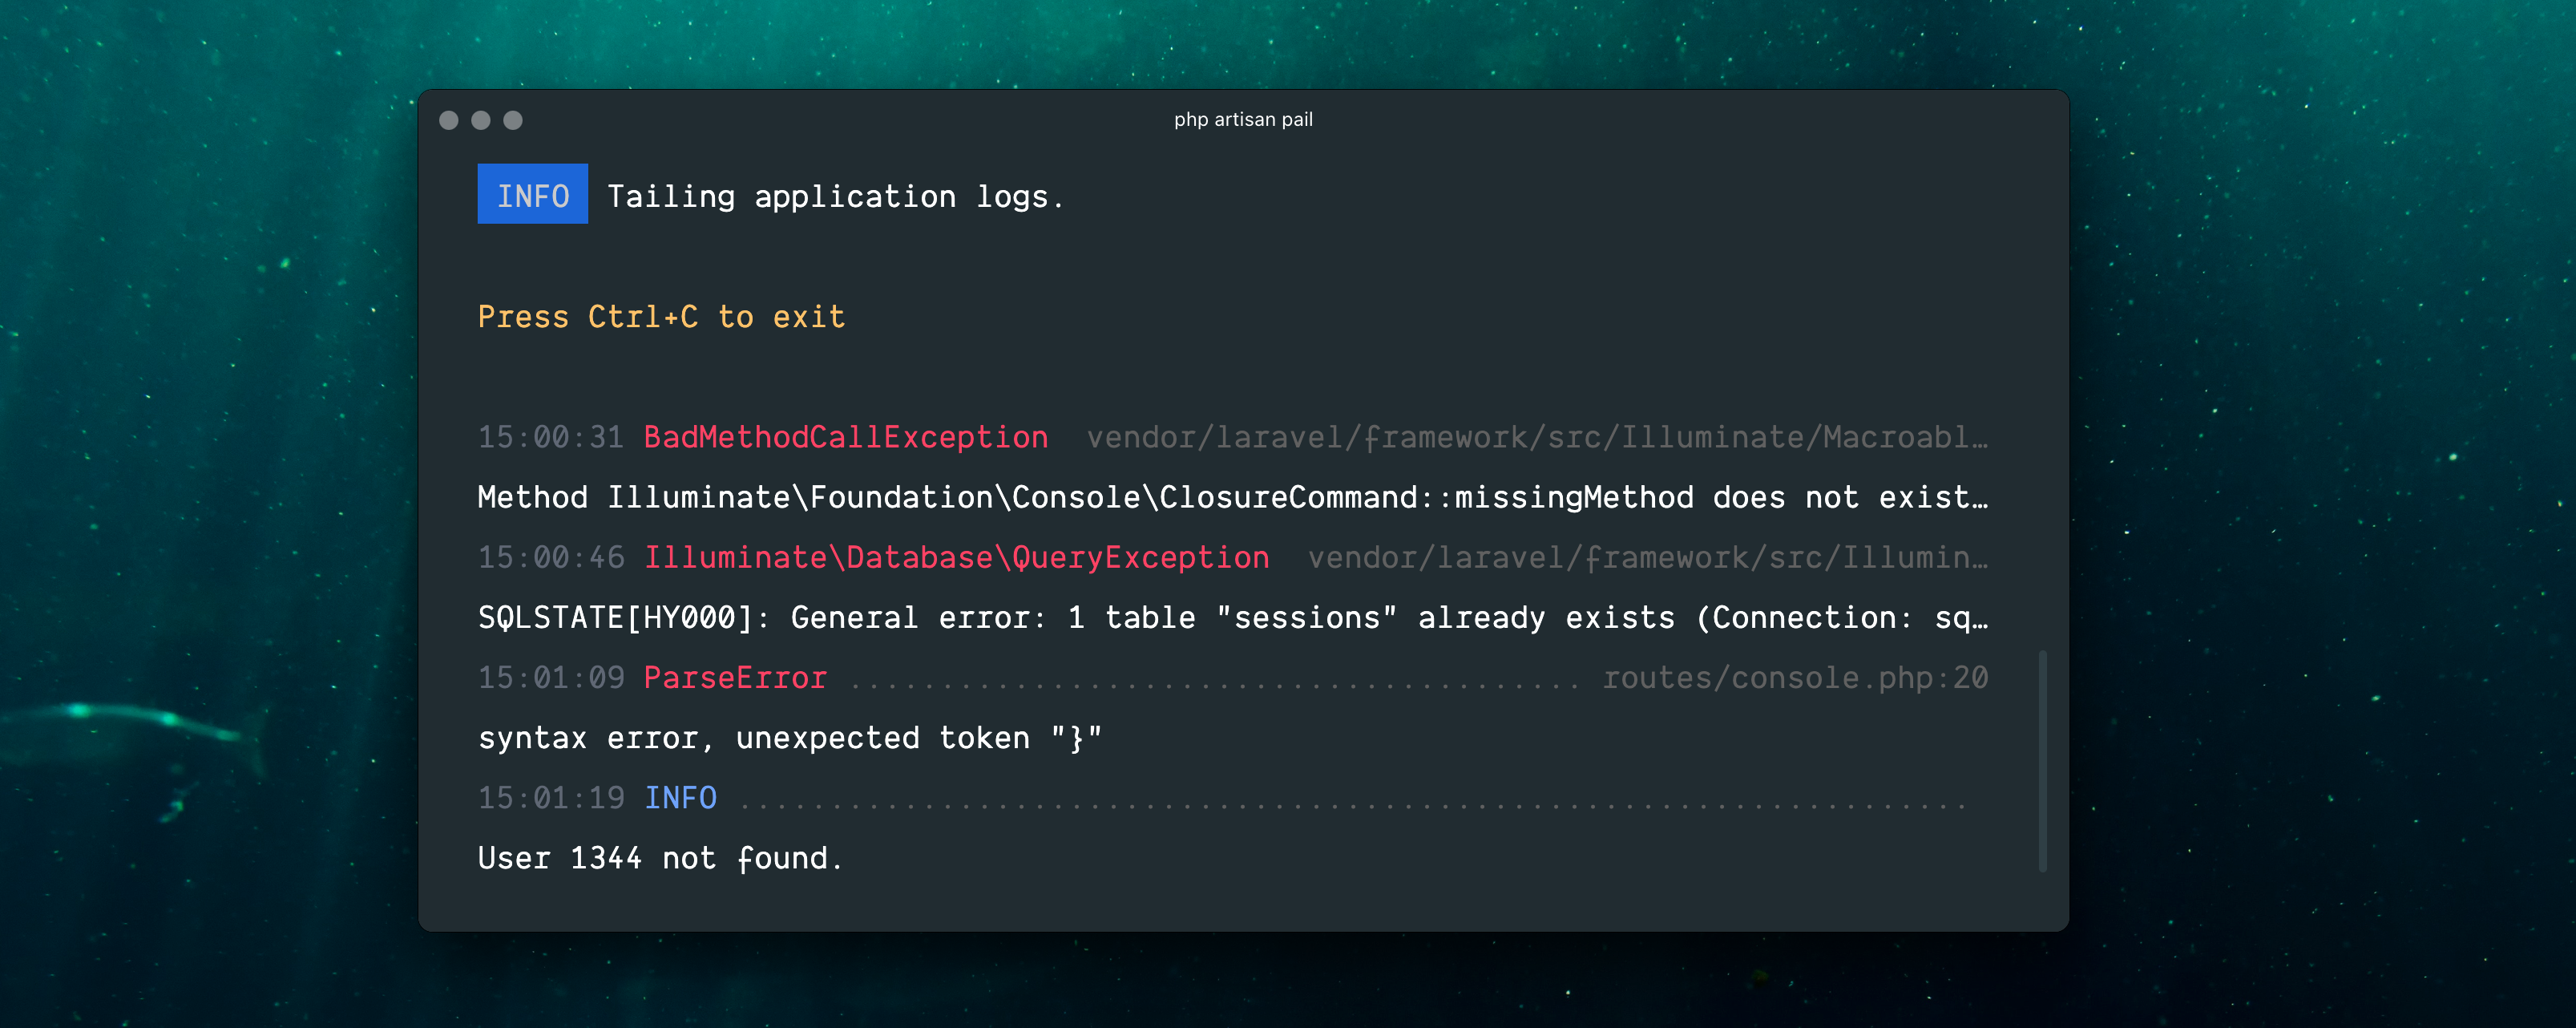 php artisan pail
INFO Tailing application logs.
Press Ctrl+C to exit
15:00:31 BadMethodCallException vendor/laravel/framework/src/Illuminate/Macroabl…
Method Illuminate\Foundation\Console\ClosureCommand::missingMethod does not exist…
15:00:46 Illuminate\Database\QueryException vendor/laravel/framework/src/Illumin…
SQLSTATE[HY000]: General error: 1 table "sessions" already exists (Connection: sq…
15:01:09 ParseError ........................................ routes/console.php:20
syntax error, unexpected token "}"
15:01:19 INFO ...................................................................
User 1344 not found.